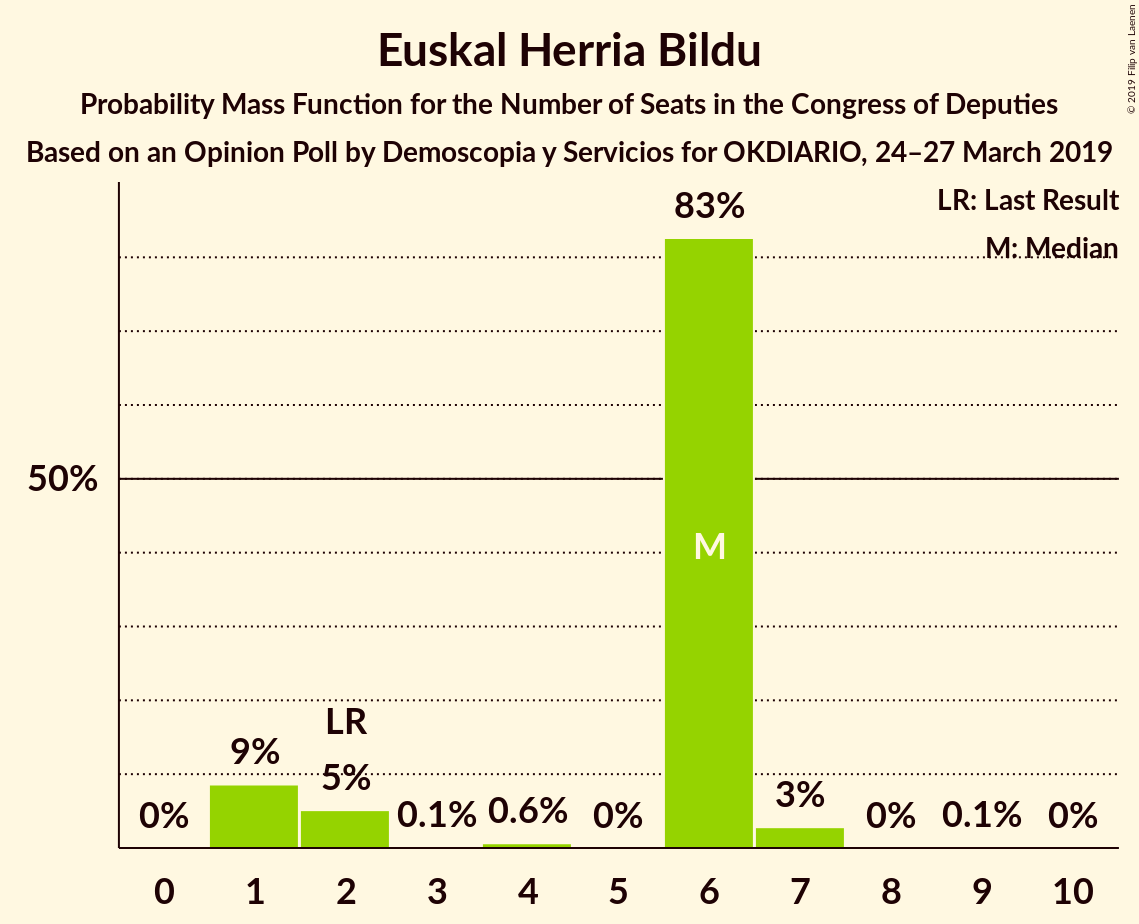 Euskal Herria Bildu
Probability Mass Function for the Number of Seats in the Congress of Deputies
Based on an Opinion Poll by Demoscopia y Servicios for OKDIARIO, 24–27 March 2019
© 2019 Filip van Laenen
LR: Last Result
M: Median
83%
50%
M
LR
9%
5%
0%
0.1%
0.6%
0%
3%
0%
0.1%
0%
0 1 2 3 4 5 6 7 8 9 10